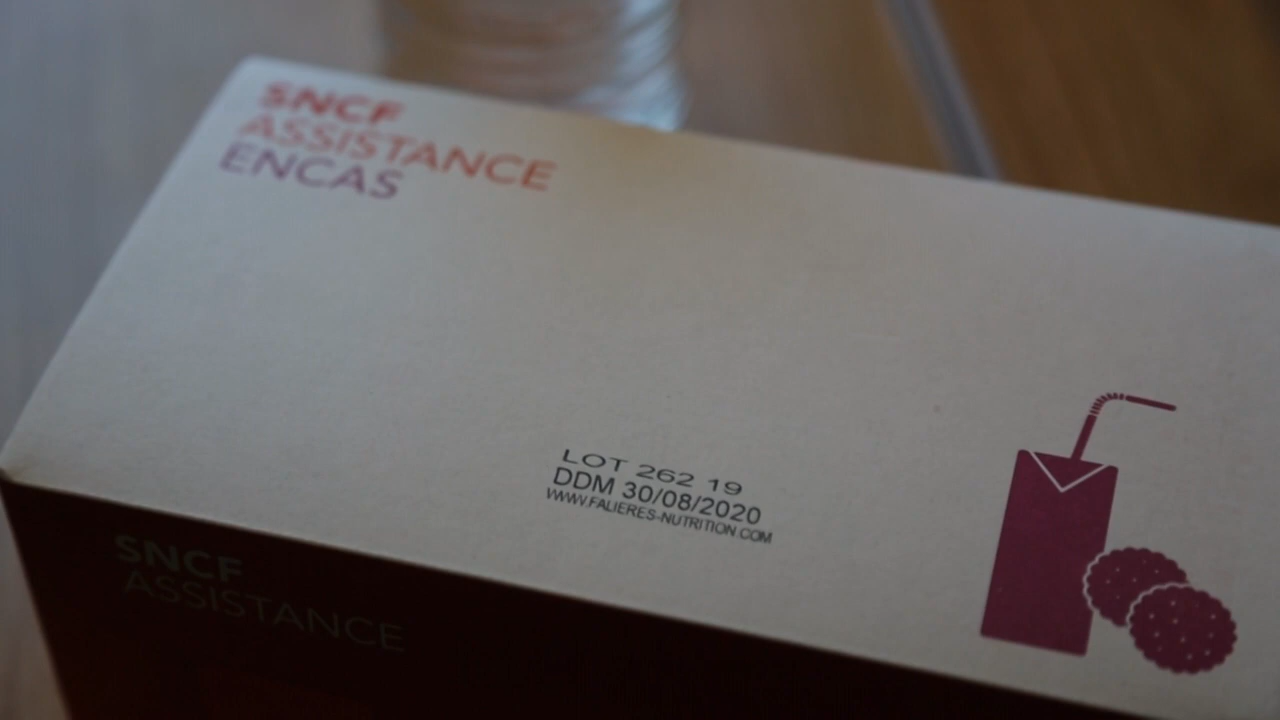 SNCF
ASSISTANCE
ENCAS
LOT 262 19
DDM 30/08/2020
WWW.FALIERES-NUTRITION.COM
SNCF
ASSISTANCE